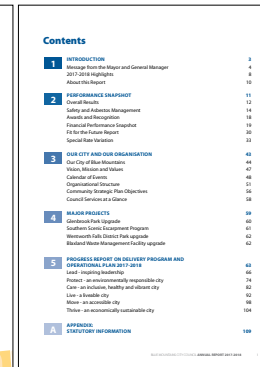 Contents
1 INTRODUCTION 3
Message from the Mayor and General Manager 4
2017-2018 Highlights 8
About this Report 10
2 PERFORMANCE SNAPSHOT 11
Overall Results 12
Safety and Asbestos Management 14
Awards and Recognition 18
Financial Performance Snapshot 19
Fit for the Future Report 30
Special Rate Variation 33
3 OUR CITY AND OUR ORGANISATION 43
Our City of Blue Mountains 44
Vision, Mission and Values 47
Calendar of Events 48
Organisational Structure 51
Community Strategic Plan Objectives 56
Council Services at a Glance 58
4 MAJOR PROJECTS 59
Glenbrook Park Upgrade 60
Southern Scenic Escarpment Program 61
Wentworth Falls District Park upgrade 62
Blaxland Waste Management Facility upgrade 62
5 PROGRESS REPORT ON DELIVERY PROGRAM AND
OPERATIONAL PLAN 2017-2018 63
Lead - inspiring leadership 66
Protect - an environmentally responsible city 74
Care - an inclusive, healthy and vibrant city 82
Live - a liveable city 92
Move - an accessible city 98
Thrive - an economically sustainable city 104
A APPENDIX:
STATUTORY INFORMATION 109
BLUE MOUNTAINS CITY COUNCIL ANNUAL REPORT 2017-2018